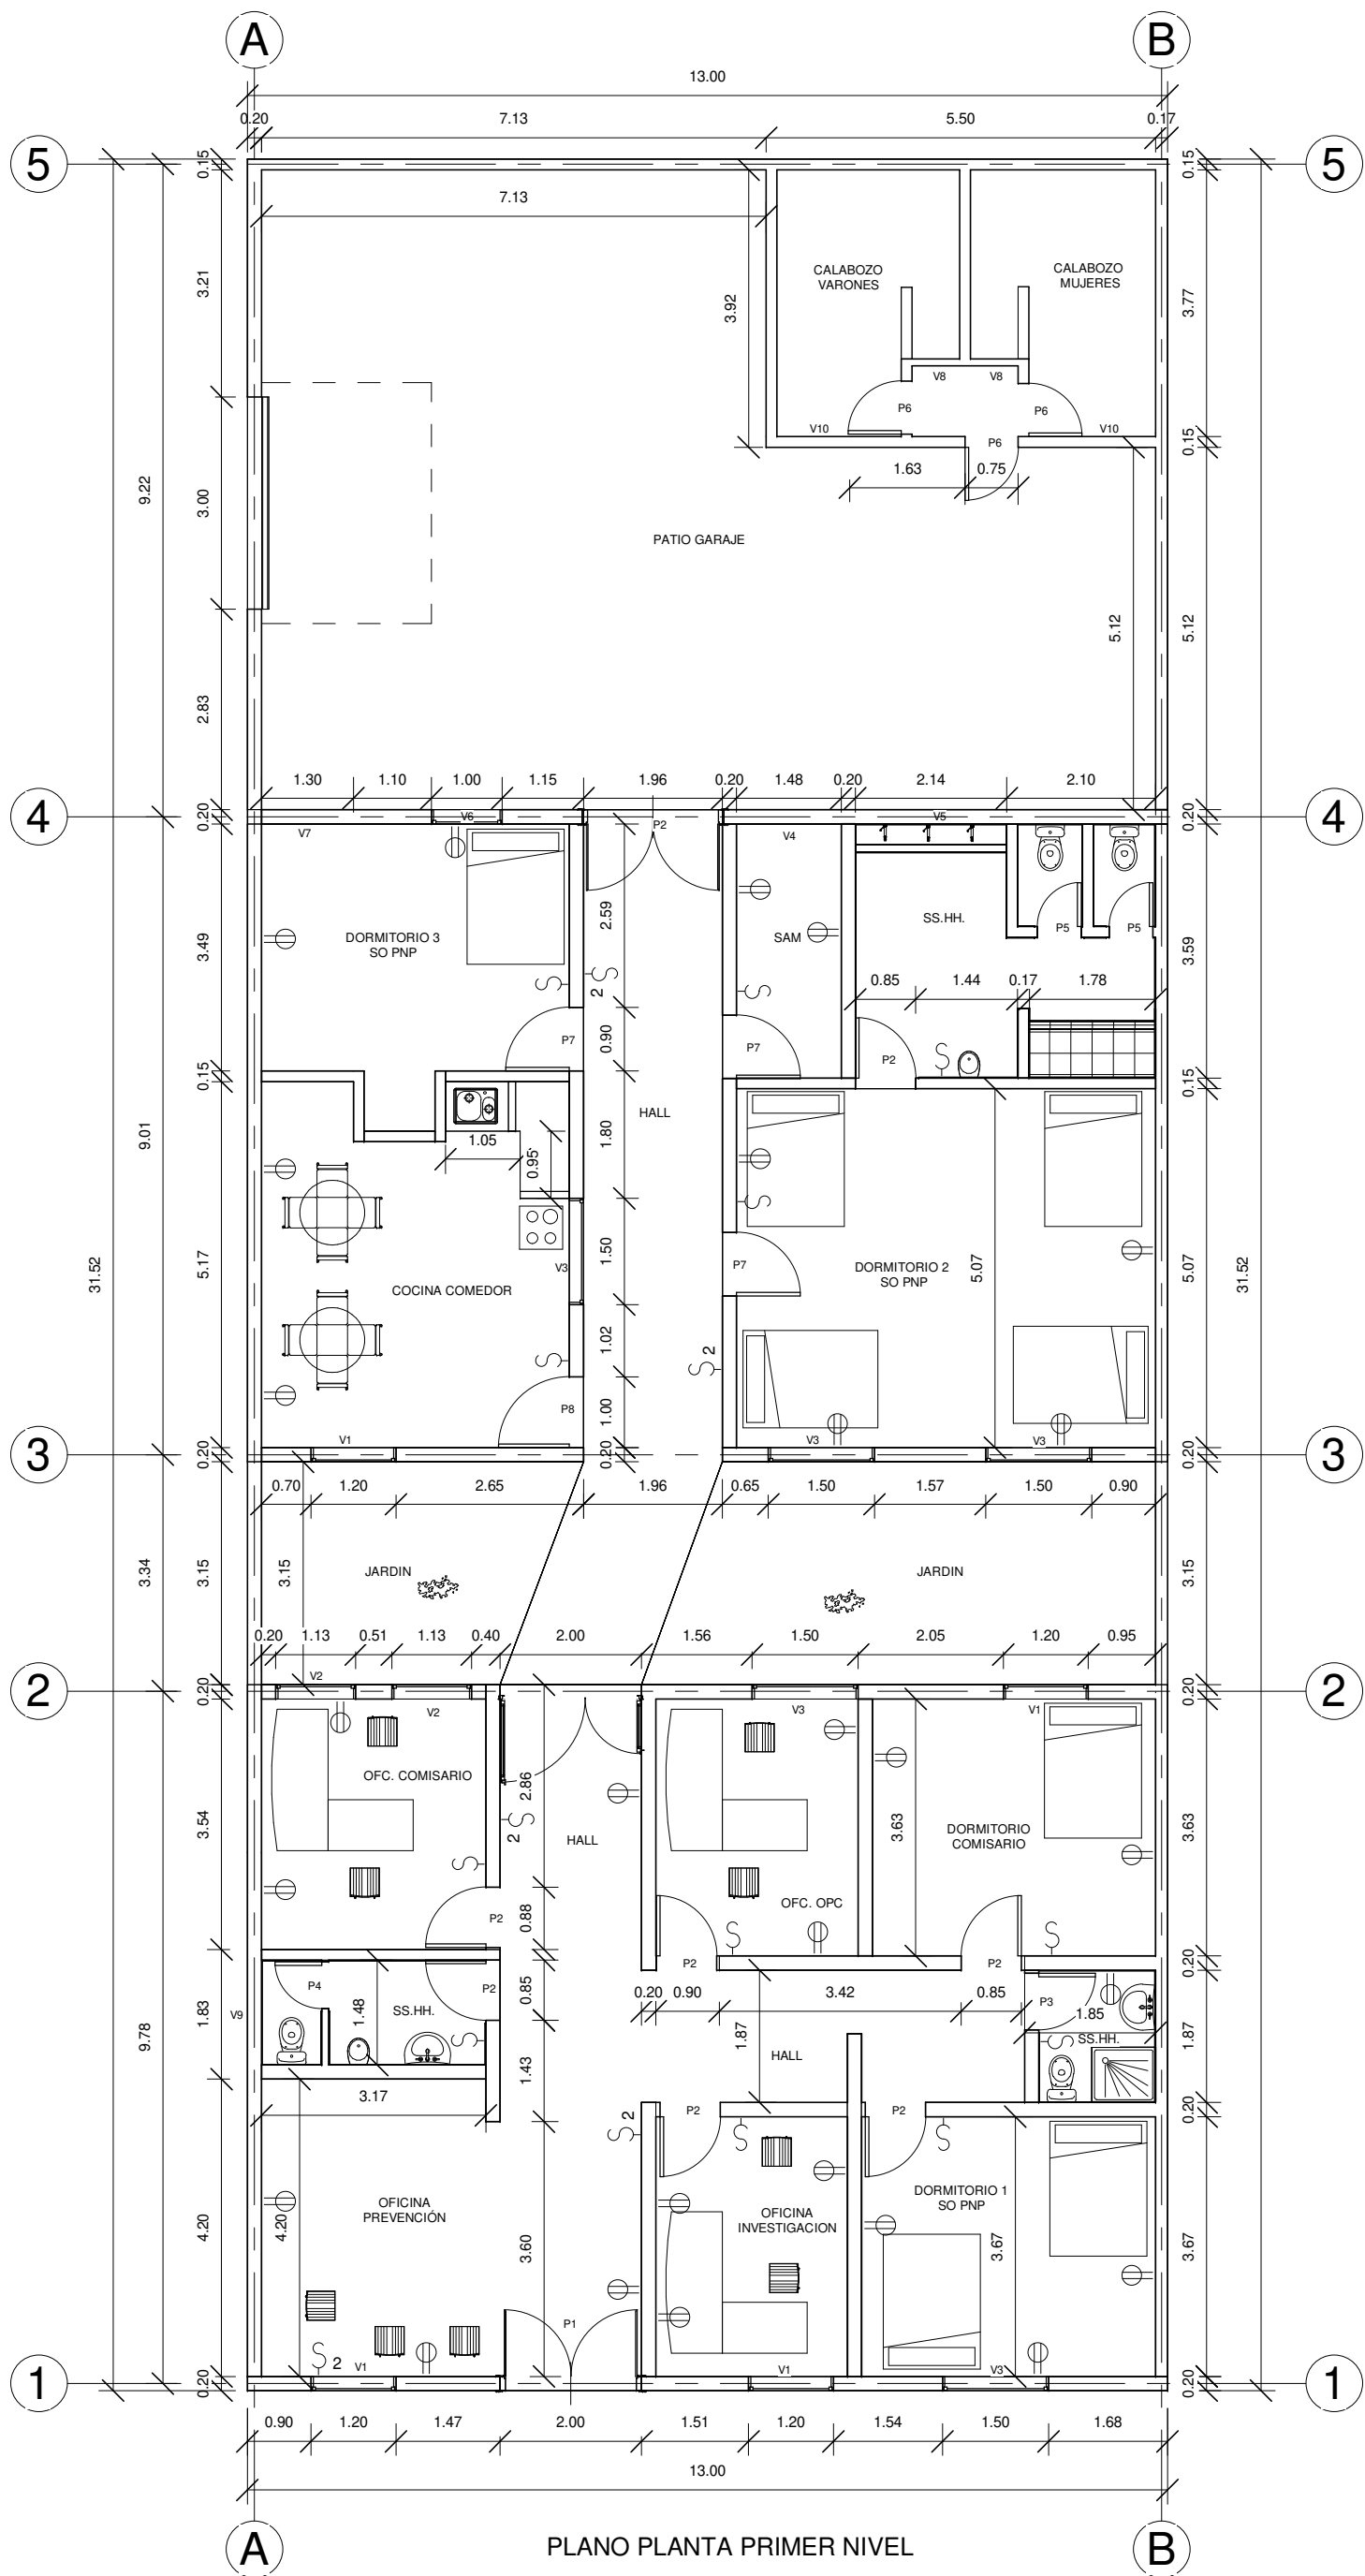 A
B
13.00
0.20
7.13
5.50
0.17
5
5
0.15
0.15
7.13
CALABOZO
VARONES
CALABOZO
MUJERES
3.21
3.92
3.77
V8
V8
P6
P6
V10
P6
V10
0.15
1.63
0.75
9.22
3.00
PATIO GARAJE
5.12
5.12
2.83
1.30
1.10
1.00
1.15
1.96
0.20
1.48
0.20
2.14
2.10
4
0.20
V6
P2
V5
0.20
4
V7
V4
2.59
SS.HH.
DORMITORIO 3
SO PNP
SAM
P5
P5
3.49
3.59
2
0.85
1.44
0.17
1.78
0.90
P7
P7
P2
0.15
0.15
HALL
1.05
0.95
1.80
9.01
31.52
5.17
1.50
V3
P7
DORMITORIO 2
SO PNP
5.07
5.07
31.52
COCINA COMEDOR
1.02
2
P8
1.00
V1
V3
V3
3
0.20
0.20
0.20
3
0.70
1.20
2.65
1.96
0.65
1.50
1.57
1.50
0.90
3.34
3.15
3.15
JARDIN
JARDIN
3.15
0.20
1.13
0.51
1.13
0.40
2.00
1.56
1.50
2.05
1.20
0.95
V2
2
0.20
0.20
2
V2
V3
V1
OFC. COMISARIO
2.86
3.54
2
HALL
3.63
DORMITORIO
COMISARIO
3.63
OFC. OPC
P2
0.88
P2
P2
0.20
P4
P2
0.85
0.20
0.90
3.42
0.85
P3
1.85
9.78
1.83
V9
1.48
SS.HH.
1.87
HALL
SS.HH.
1.87
1.43
3.17
2
P2
P2
0.20
OFICINA
PREVENCIÓN
4.20
4.20
3.60
OFICINA
INVESTIGACION
DORMITORIO 1
SO PNP
3.67
3.67
P1
2
V1
V1
V3
1
0.20
0.20
1
0.90
1.20
1.47
2.00
1.51
1.20
1.54
1.50
1.68
13.00
A
B
PLANO PLANTA PRIMER NIVEL